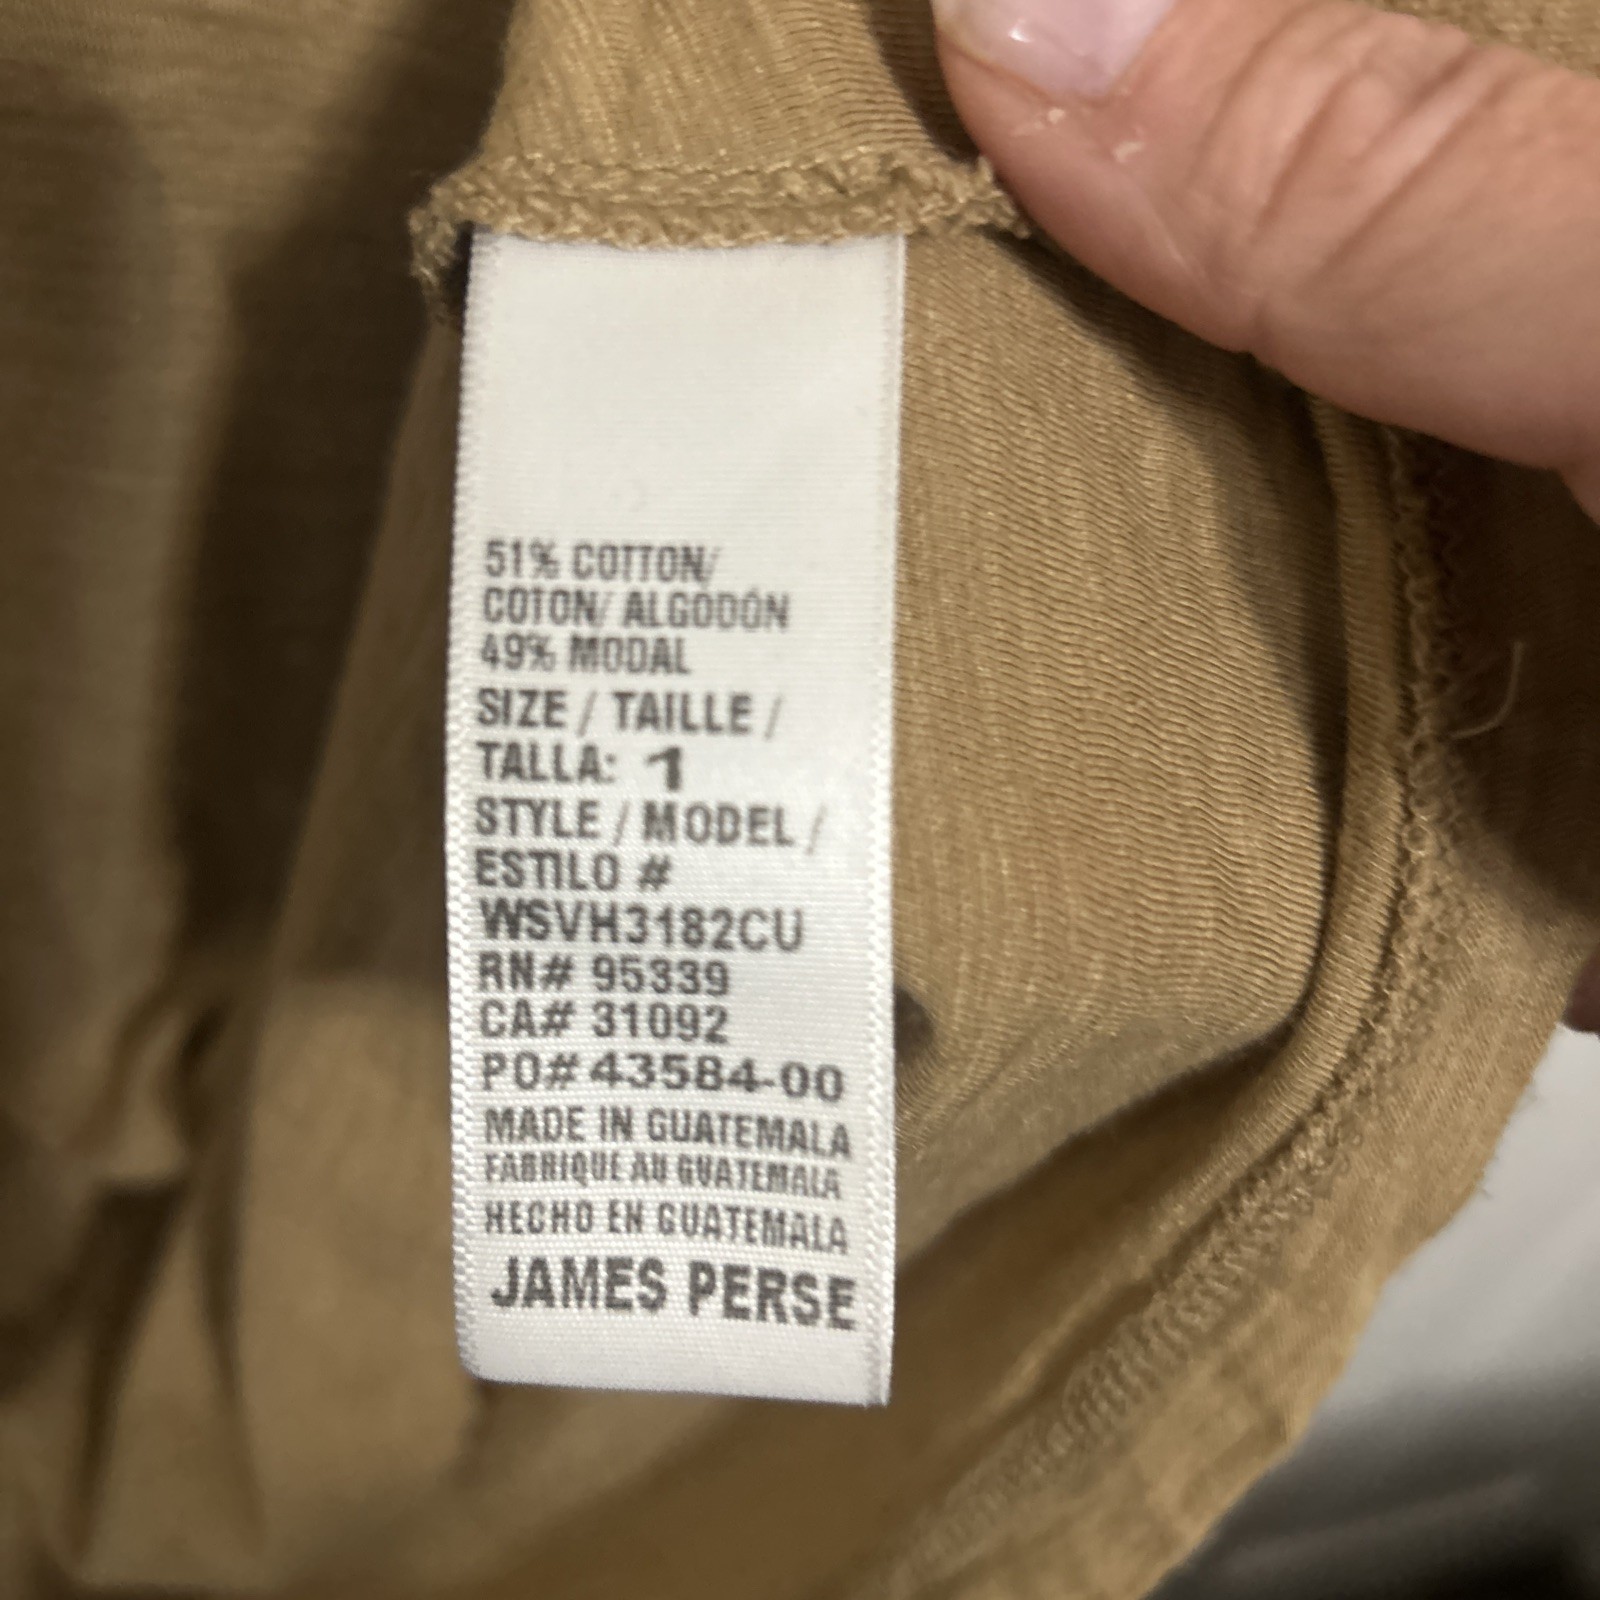 51% COTTON/
COTON/ ALGODÓN
49% MODAL
SIZE / TAILLE /
TALLA: 1
STYLE / MODEL /
ESTILO #
WSVH3182CU
RN# 95339
CA# 31092
PO# 43584-00
MADE IN GUATEMALA
FABRIQUE AU GUATEMALA
HECHO EN GUATEMALA
JAMES PERSE